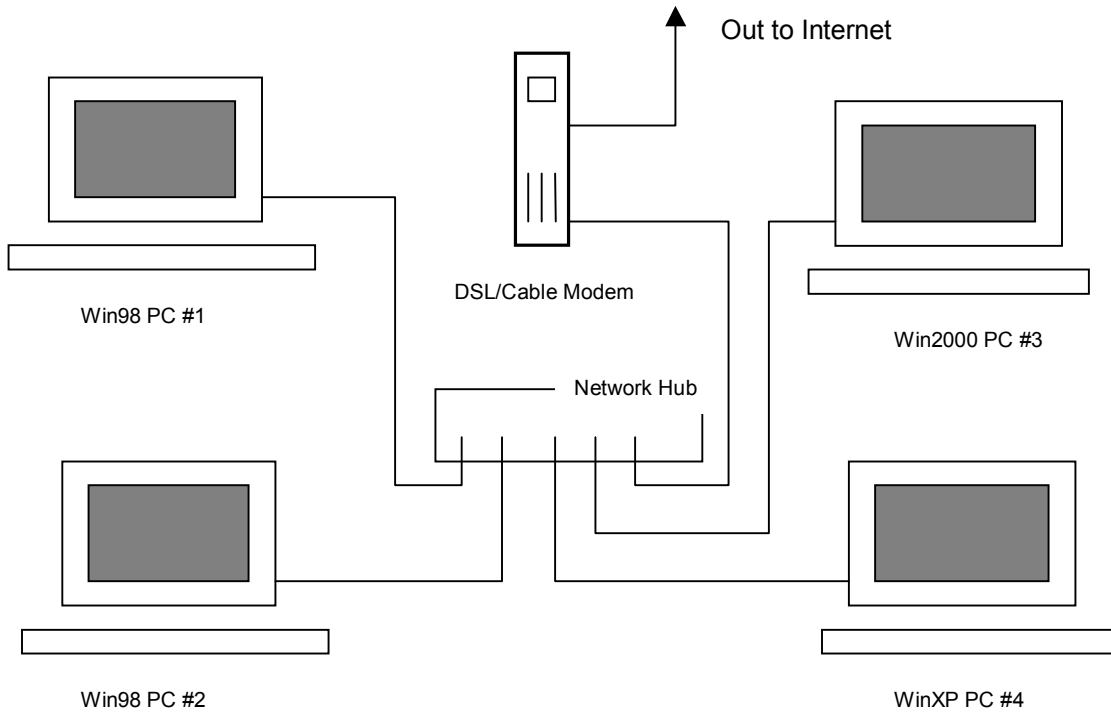 Out to Internet
DSL/Cable Modem
Win98 PC #1
Win2000 PC #3
Network Hub
Win98 PC #2
WinXP PC #4